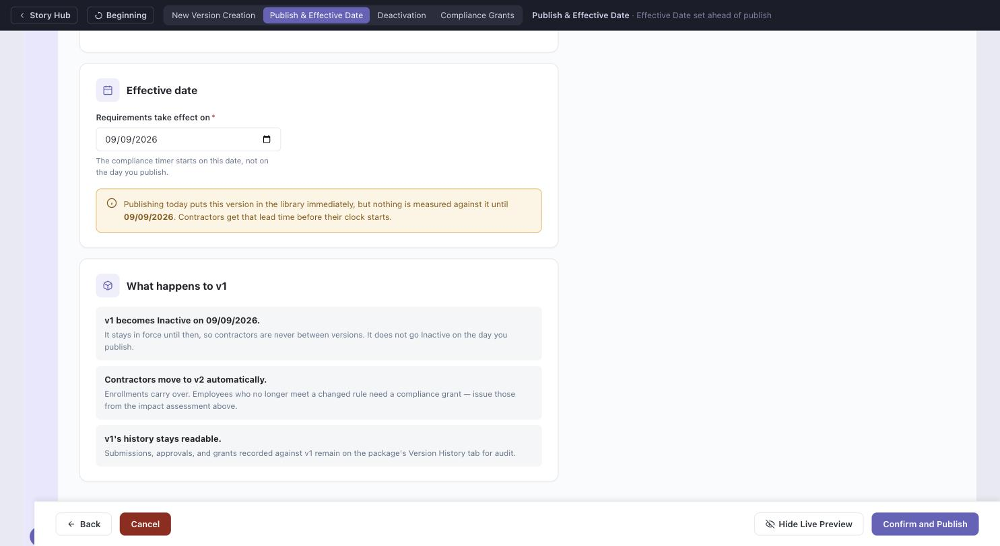 Story Hub
Beginning
New Version Creation
Publish & Effective Date
Deactivation
Compliance Grants
Publish & Effective Date · Effective Date set ahead of publish
Effective date
Requirements take effect on *
09/09/2026
The compliance timer starts on this date, not on
the day you publish.
Publishing today puts this version in the library immediately, but nothing is measured against it until
09/09/2026. Contractors get that lead time before their clock starts.
What happens to v1
v1 becomes Inactive on 09/09/2026.
It stays in force until then, so contractors are never between versions. It does not go Inactive on the day you
publish.
Contractors move to v2 automatically.
Enrollments carry over. Employees who no longer meet a changed rule need a compliance grant — issue those
from the impact assessment above.
v1's history stays readable.
Submissions, approvals, and grants recorded against v1 remain on the package's Version History tab for audit.
Back
Cancel
Hide Live Preview
Confirm and Publish